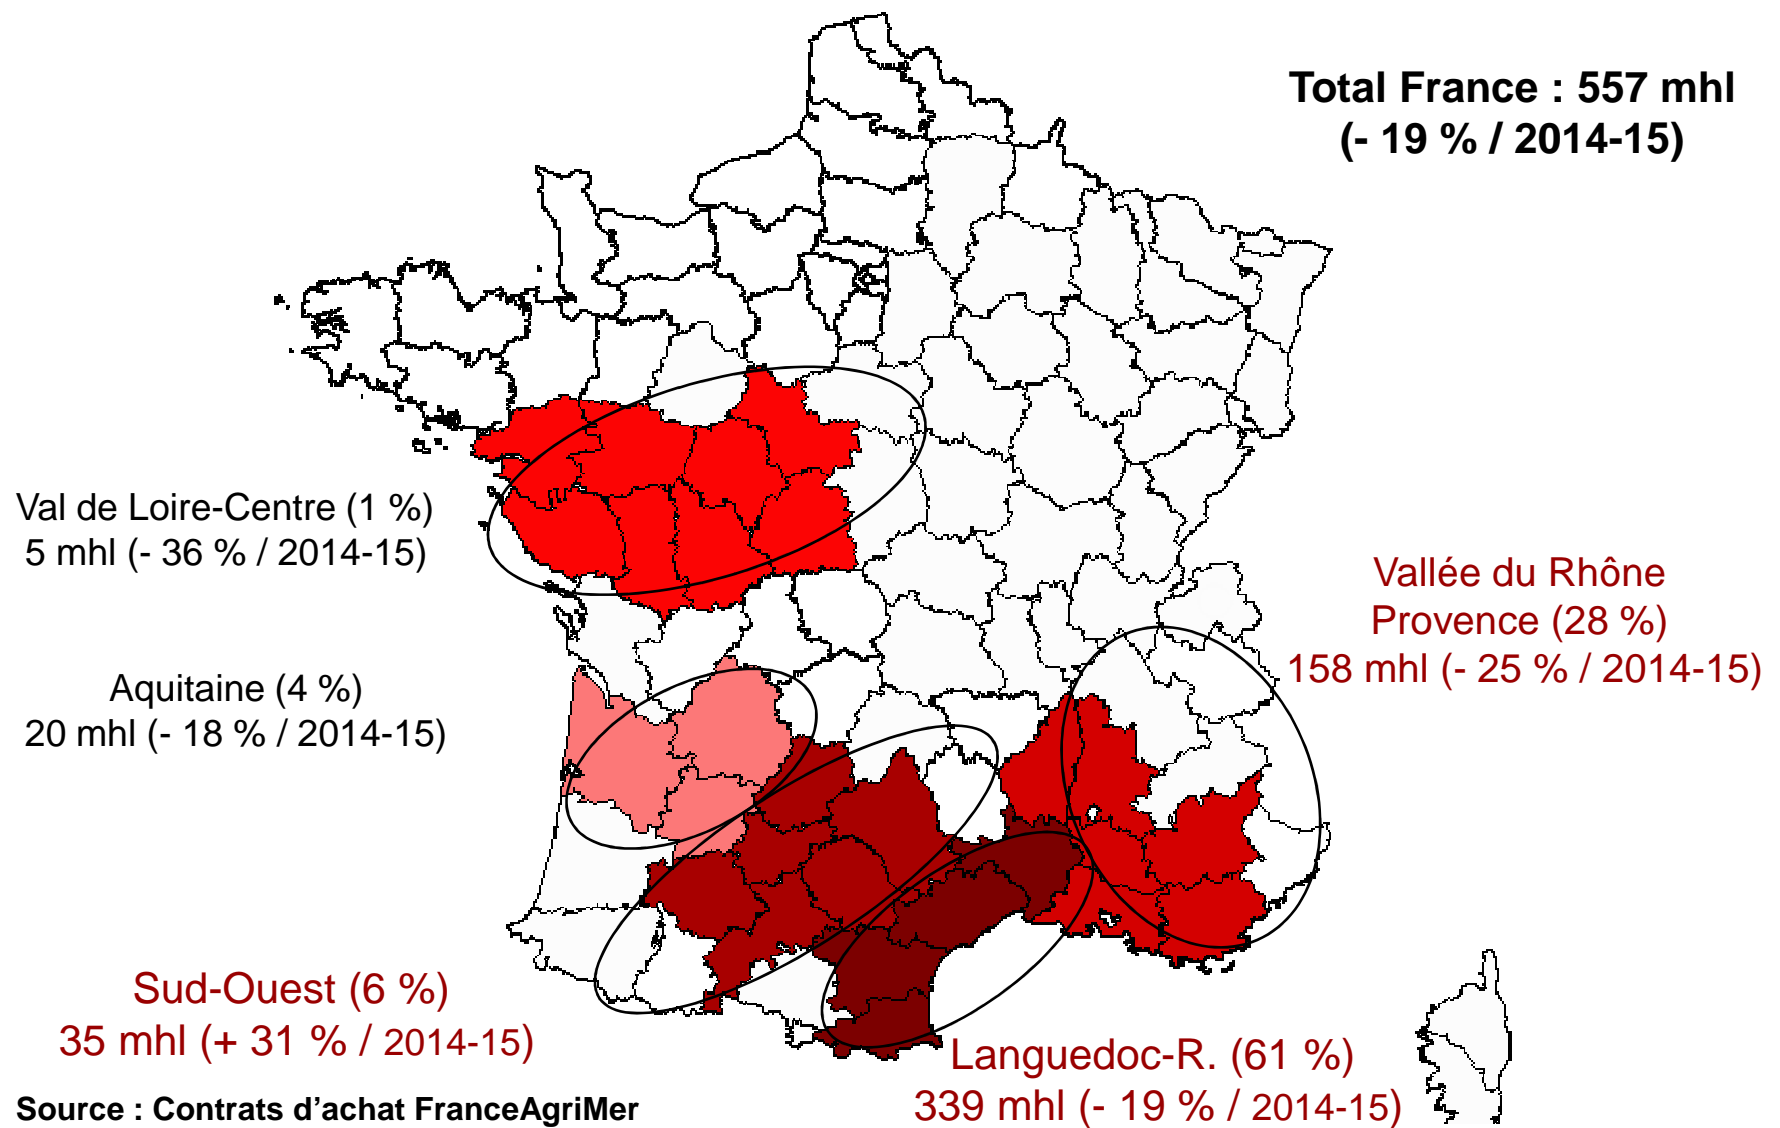 Total France : 557 mhl
(- 19 % / 2014-15)
Val de Loire-Centre (1 %)
5 mhl (- 36 % / 2014-15)
Vallée du Rhône
Provence (28 %)
158 mhl (- 25 % / 2014-15)
Aquitaine (4 %)
20 mhl (- 18 % / 2014-15)
Sud-Ouest (6 %)
35 mhl (+ 31 % / 2014-15)
Languedoc-R. (61 %)
339 mhl (- 19 % / 2014-15)
Source : Contrats d’achat FranceAgriMer